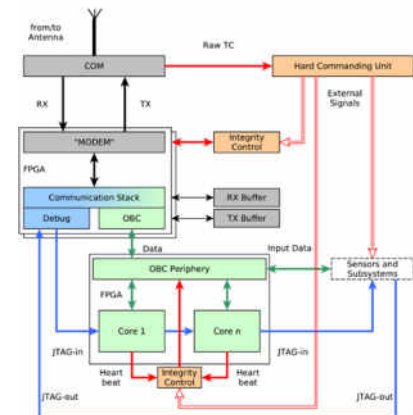 from/to
Antenna
Raw TC
COM
Hard Commanding Unit
External
Signals
RX
TX
"MODEM"
Integrity
Control
FPGA
Communication Stack
RX Buffer
Debug
OBC
TX Buffer
Data
Input Data
OBC Periphery
Sensors and
Subsystems
FPGA
Core 1
Core n
JTAG-in
JTAG-in
Heart
beat
Integrity
Control
Heart
beat
JTAG-out
JTAG-out